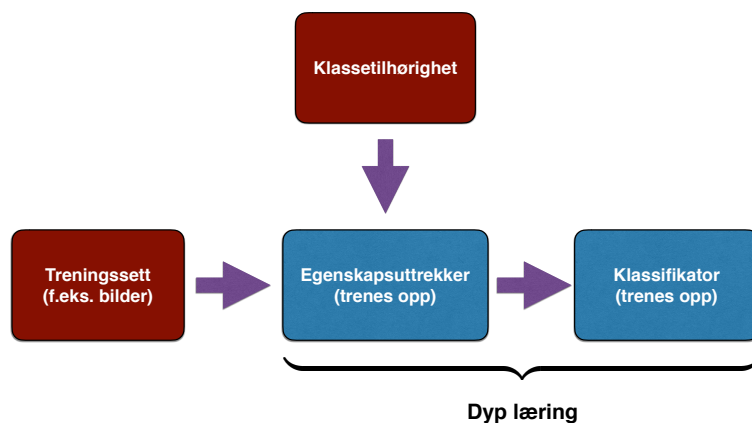 Klassetilhørighet
Treningssett
(f.eks. bilder)
Egenskapsuttrekker
(trenes opp)
Klassifikator
(trenes opp)
Dyp læring